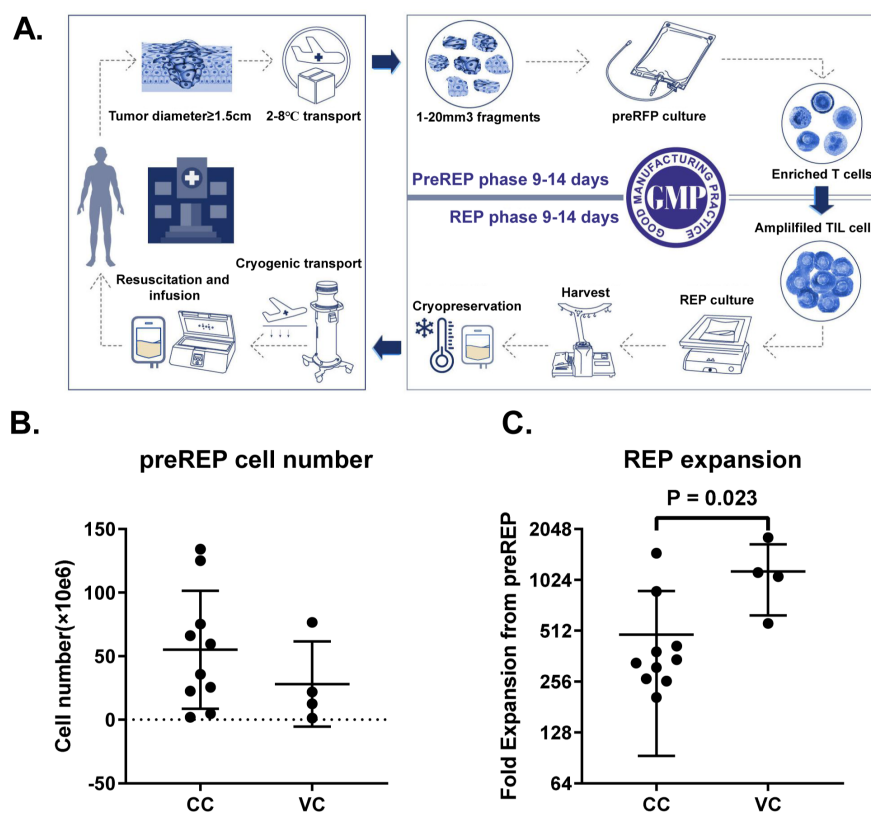 A.
Tumor diameter≥1.5cm
2-8℃ transport
1-20mm3 fragments
preRFP culture
Enriched T cells
PreREP phase 9-14 days
REP phase 9-14 days
GOOD MANUFACTURING PRACTICE
GMP
Amplilfiled TIL cell
Resuscitation and
infusion
Cryogenic transport
Cryopreservation
Harvest
REP culture
B.
preREP cell number
Cell number(×10e6)
150
100
50
0
-50
CC
VC
C.
REP expansion
P = 0.023
Fold Expansion from preREP
2048
1024
512
256
128
64
CC
VC